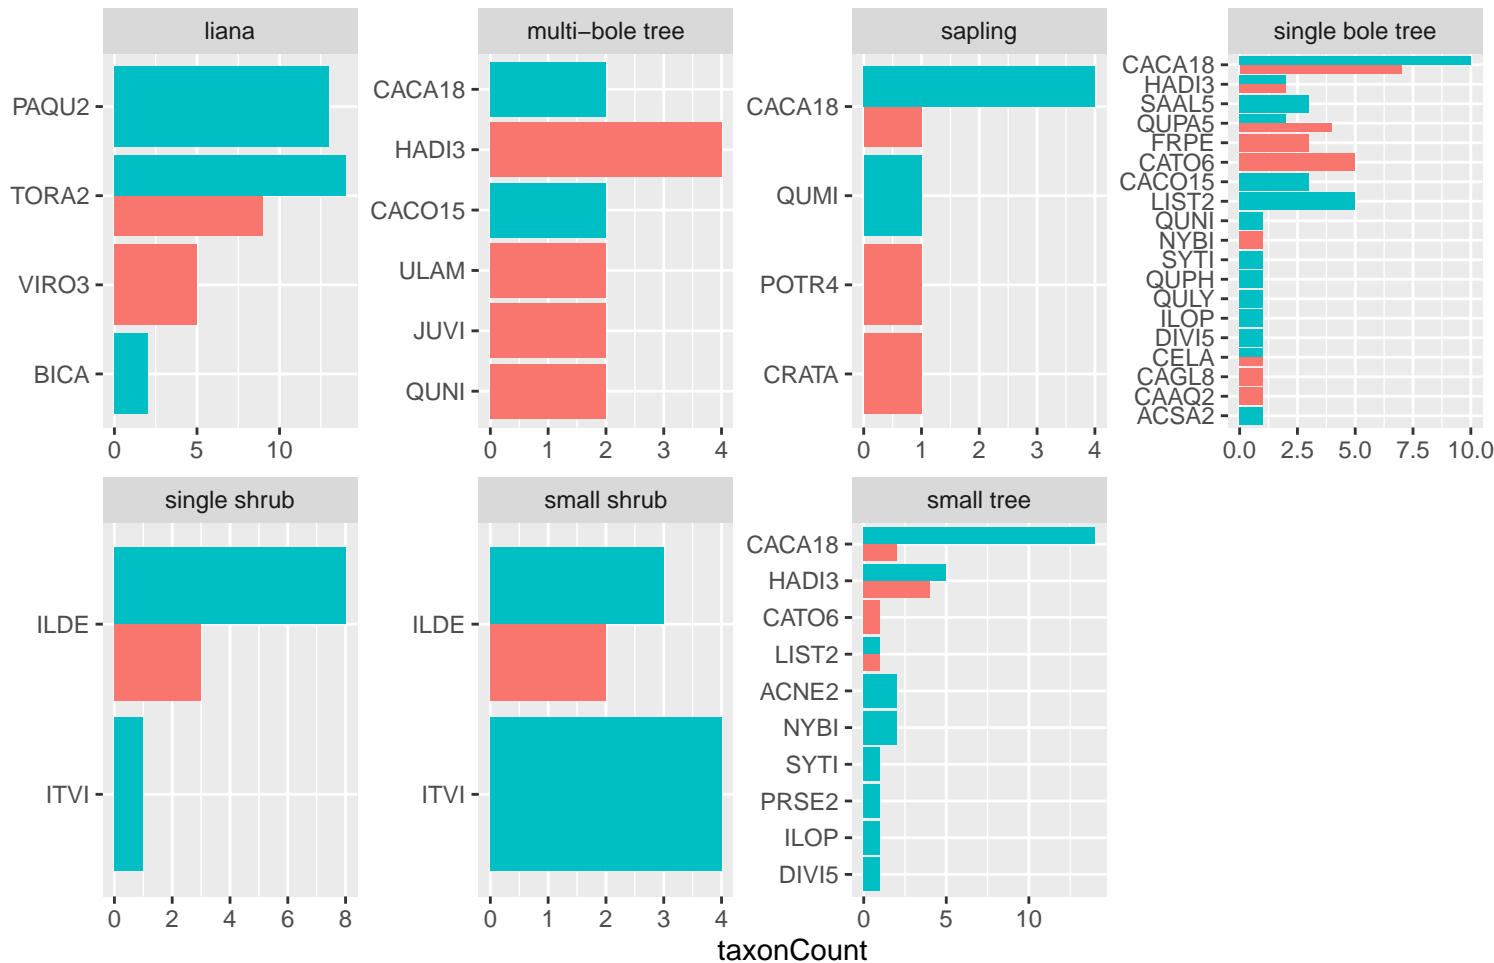 liana
multi−bole tree
sapling
single bole tree
PAQU2
TORA2
VIRO3
BICA
0 5 10
CACA18
HADI3
CACO15
ULAM
JUVI
QUNI
0 1 2 3 4
CACA18
QUMI
POTR4
CRATA
0 1 2 3 4
CACA18
HADI3
SAAL5
QUPA5
FRPE
CATO6
CACO15
LIST2
QUNI
NYBI
SYTI
QUPH
QULY
ILOP
DIVI5
CELA
CAGL8
CAAQ2
ACSA2
0.0 2.5 5.0 7.5 10.0
single shrub
small shrub
small tree
ILDE
ITVI
0 2 4 6 8
ILDE
ITVI
0 1 2 3 4
CACA18
HADI3
CATO6
LIST2
ACNE2
NYBI
SYTI
PRSE2
ILOP
DIVI5
0 5 10
taxonCount